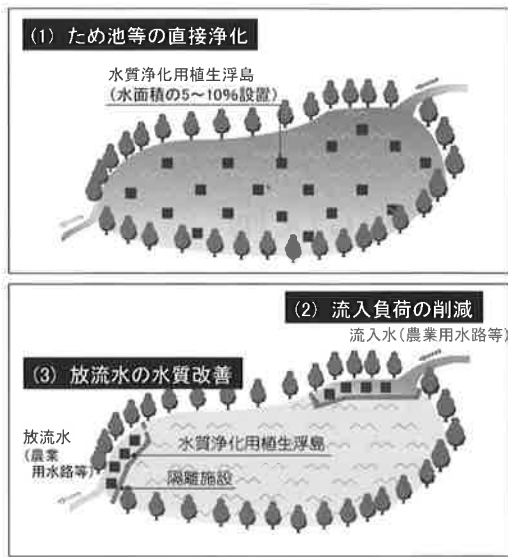 (1) ため池等の直接浄化
水質浄化用植生浮島
(水面積の5～10%設置)
(2) 流入負荷の削減
流入水(農業用水路等)
(3) 放流水の水質改善
放流水
(農業
用水路等)
水質浄化用植生浮島
隔離施設